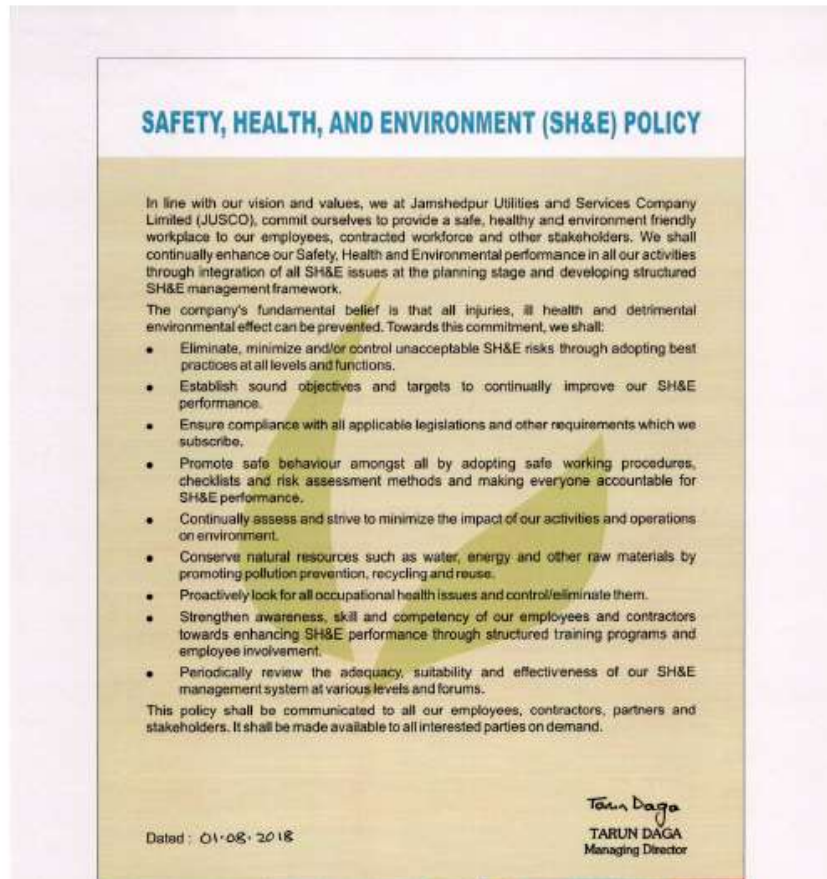 SAFETY, HEALTH, AND ENVIRONMENT (SH&E) POLICY
In line with our vision and values, we at Jamshedpur Utilities and Services Company
Limited (JUSCO), commit ourselves to provide a safe, healthy and environment friendly
workplace to our employees, contracted workforce and other stakeholders. We shall
continually enhance our Safety, Health and Environmental performance in all our activities
through integration of all SH&E issues at the planning stage and developing structured
SH&E management framework.
The company's fundamental belief is that all injuries, ill health and detrimental
environmental effect can be prevented. Towards this commitment, we shall:
• Eliminate, minimize and/or control unacceptable SH&E risks through adopting best
practices at all levels and functions.
• Establish sound objectives and targets to continually improve our SH&E
performance.
• Ensure compliance with all applicable legislations and other requirements which we
subscribe.
• Promote safe behaviour amongst all by adopting safe working procedures,
checklists and risk assessment methods and making everyone accountable for
SH&E performance.
• Continually assess and strive to minimize the impact of our activities and operations
on environment.
• Conserve natural resources such as water, energy and other raw materials by
promoting pollution prevention, recycling and reuse.
• Proactively look for all occupational health issues and control/eliminate them.
• Strengthen awareness, skill and competency of our employees and contractors
towards enhancing SH&E performance through structured training programs and
employee involvement.
• Periodically review the adequacy, suitability and effectiveness of our SH&E
management system at various levels and forums.
This policy shall be communicated to all our employees, contractors, partners and
stakeholders. It shall be made available to all interested parties on demand.
Tarun Daga
Dated : 01.08.2018
TARUN DAGA
Managing Director